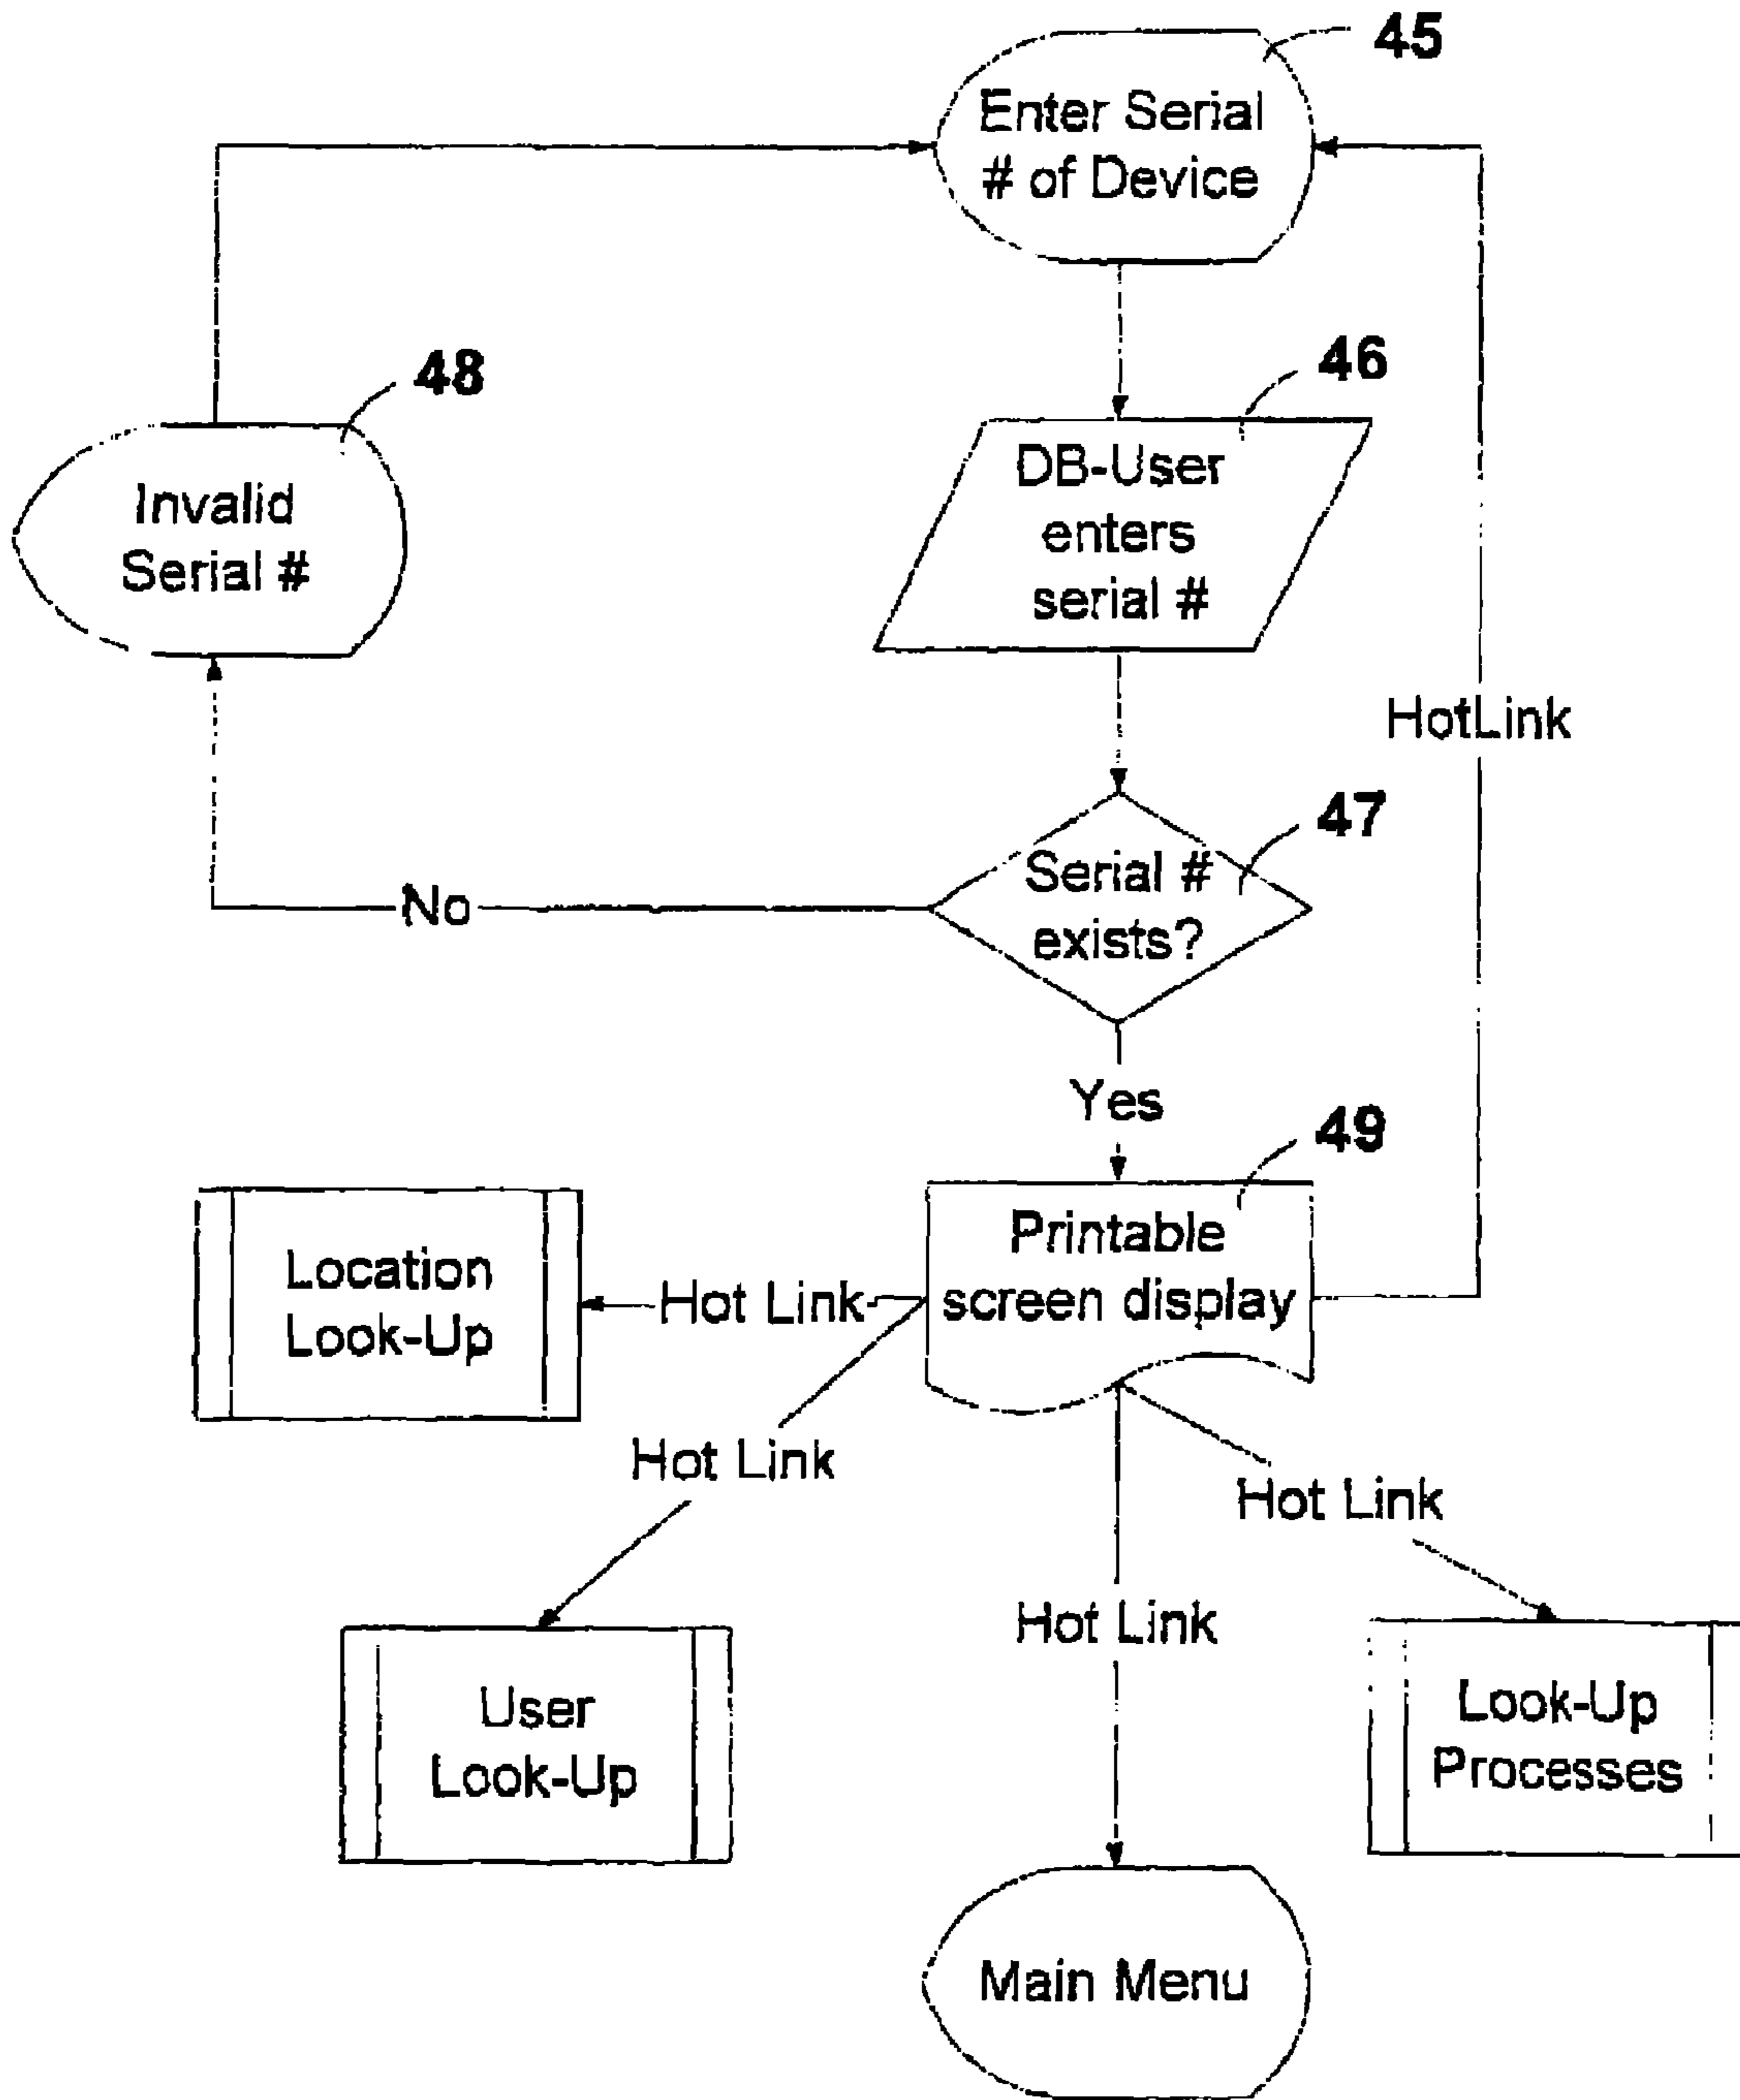 45
Enter Serial
# of Device
48
46
Invalid
Serial #
DB-User
enters
serial #
HotLink
47
Serial #
exists?
No
Yes
49
Printable
screen display
Location
Look-Up
Hot Link
Hot Link
Hot Link
Hot Link
User
Look-Up
Look-Up
Processes
Main Menu